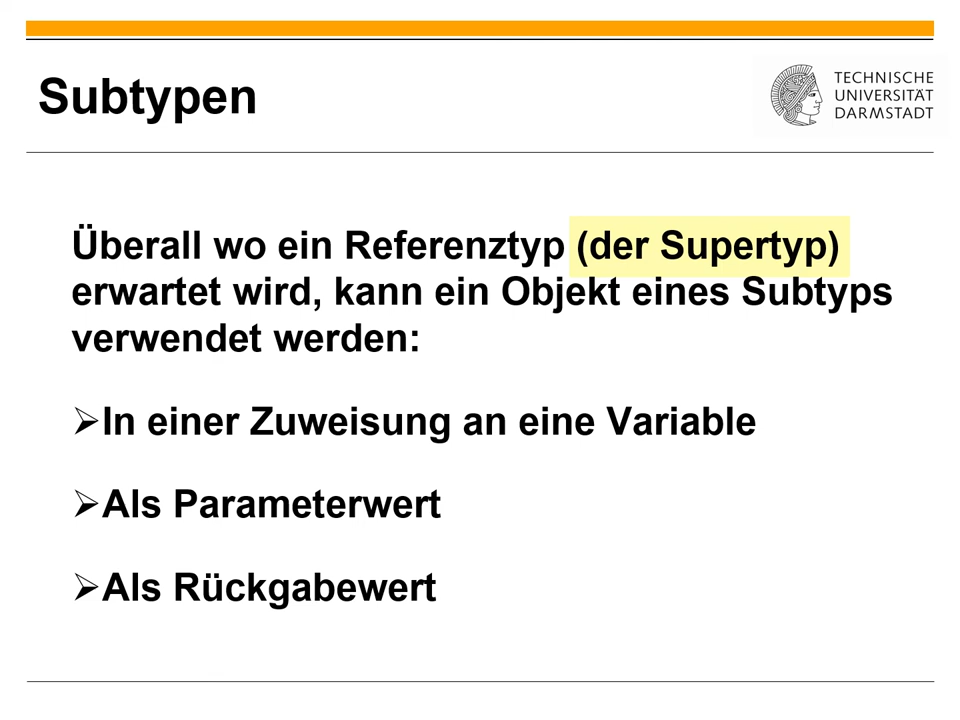 Subtypen
TECHNISCHE
UNIVERSITÄT
DARMSTADT
Überall wo ein Referenztyp (der Supertyp)
erwartet wird, kann ein Objekt eines Subtyps
verwendet werden:
➢In einer Zuweisung an eine Variable
➢Als Parameterwert
➢Als Rückgabewert